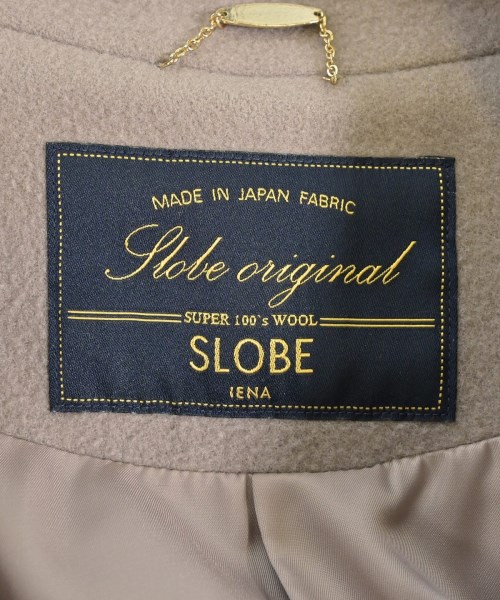 MADE IN JAPAN FABRIC
Slobe original
SUPER 100's WOOL
SLOBE
IENA